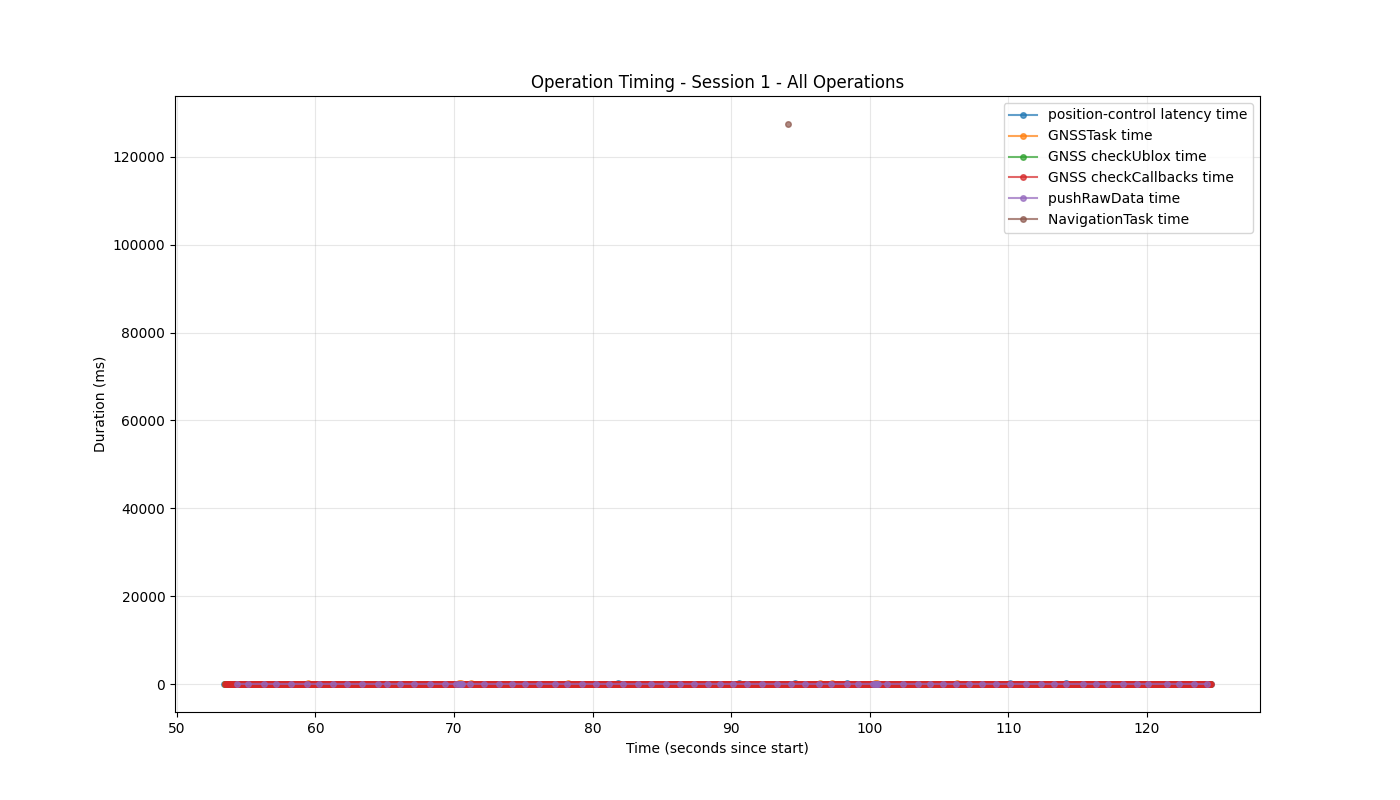 Operation Timing - Session 1 - All Operations
position-control latency time
GNSSTask time
GNSS checkUblox time
GNSS checkCallbacks time
pushRawData time
NavigationTask time
Duration (ms)
120000
100000
80000
60000
40000
20000
0
50 60 70 80 90 100 110 120
Time (seconds since start)